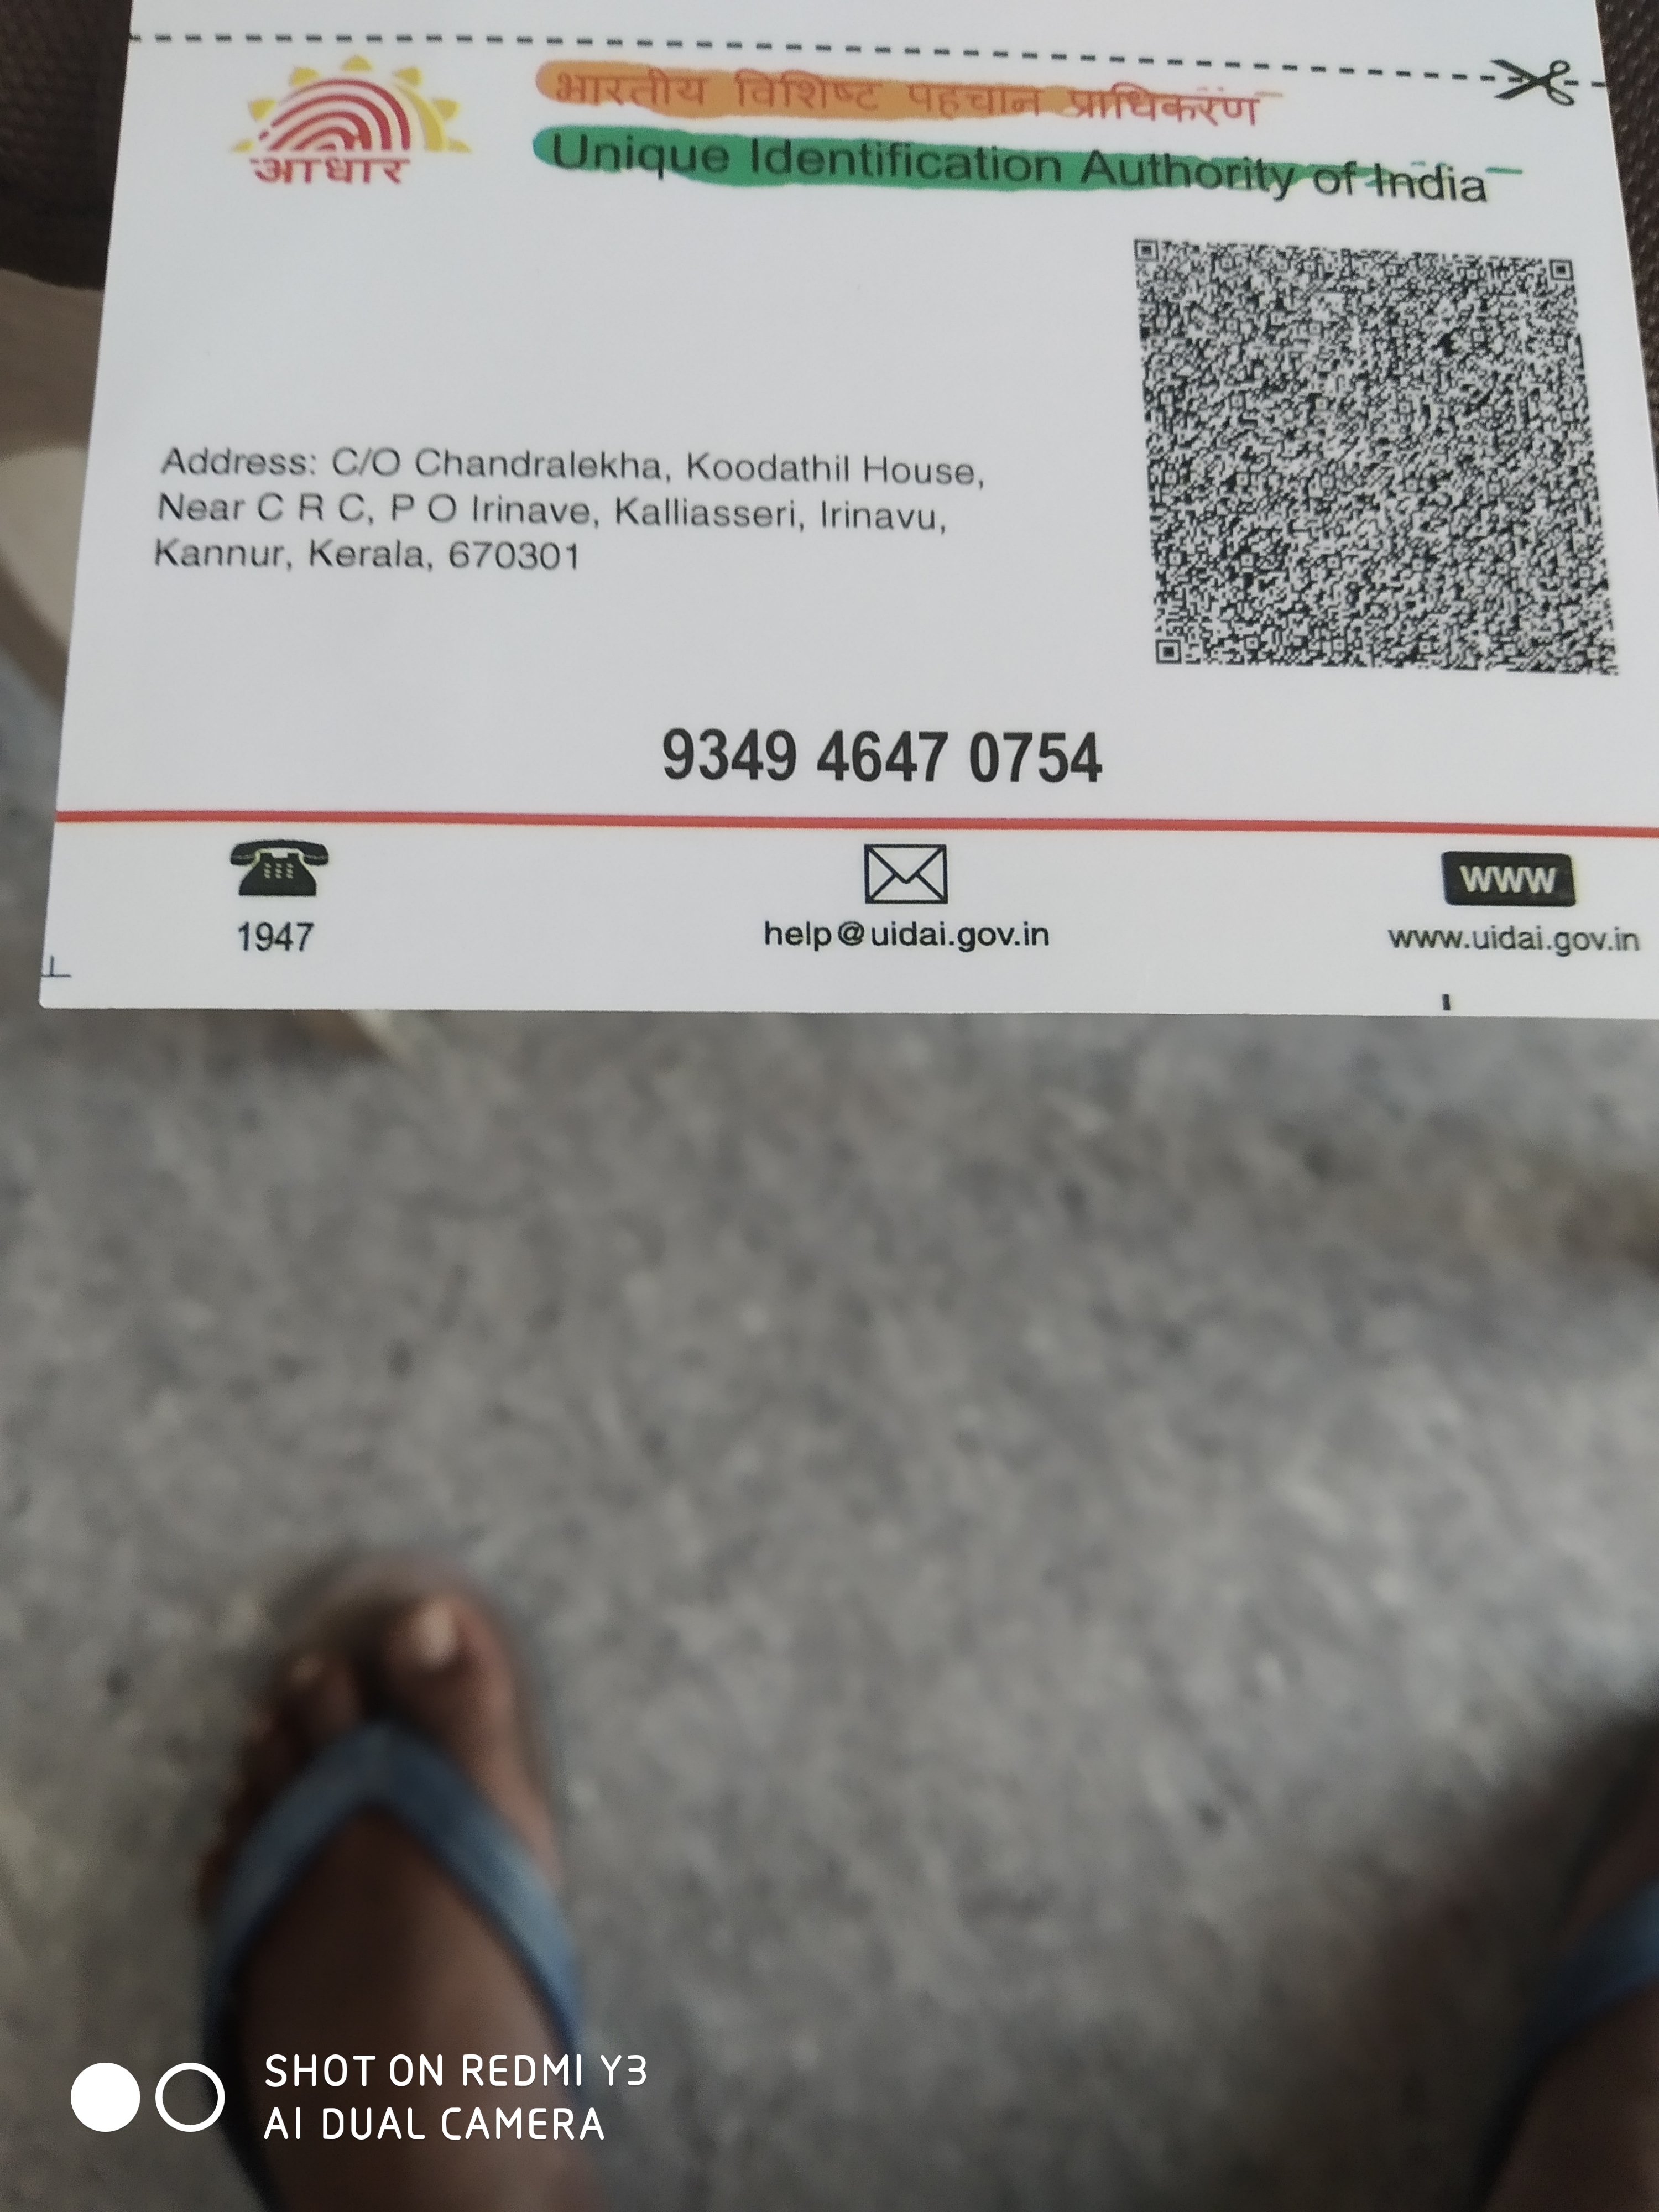 आधार
भारतीय विशिष्ट पहचान प्राधिकरण
Unique Identification Authority of India
Address: C/O Chandralekha, Koodathil House,
Near C R C, P O Irinave, Kalliasseri, Irinavu,
Kannur, Kerala, 670301
9349 4647 0754
1947
help@uidai.gov.in
WWW
www.uidai.gov.in
SHOT ON REDMI Y3
AI DUAL CAMERA